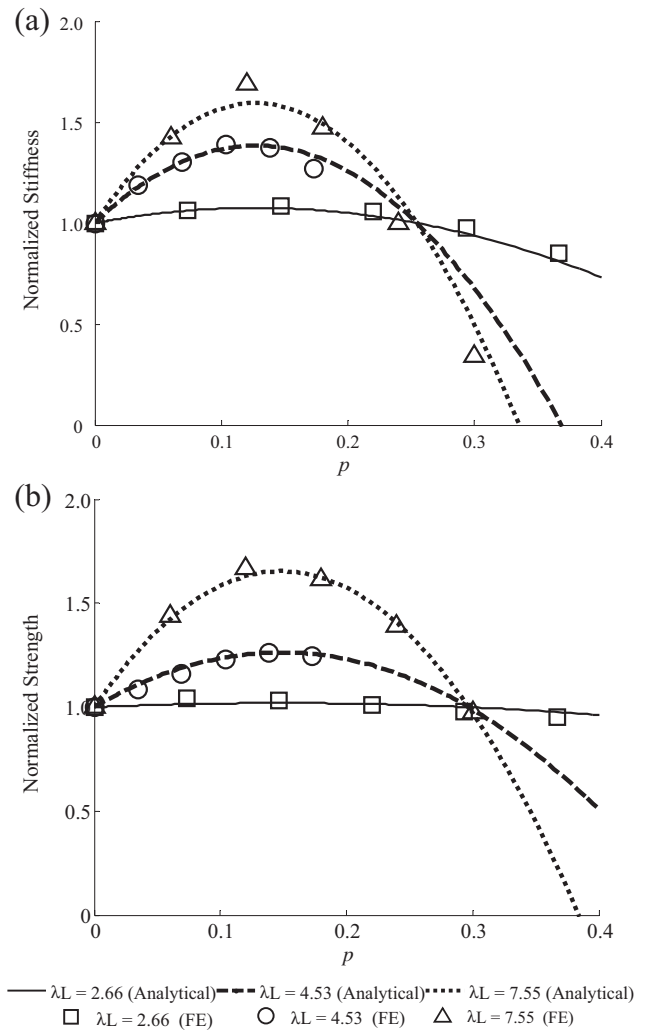 (a)
2.0
1.5
1.0
0.5
0
Normalized Stiffness
0 0.1 0.2 0.3 0.4
p
(b)
2.0
1.5
1.0
0.5
0
Normalized Strength
0 0.1 0.2 0.3 0.4
p
λL = 2.66 (Analytical) λL = 4.53 (Analytical) λL = 7.55 (Analytical)
λL = 2.66 (FE) λL = 4.53 (FE) λL = 7.55 (FE)